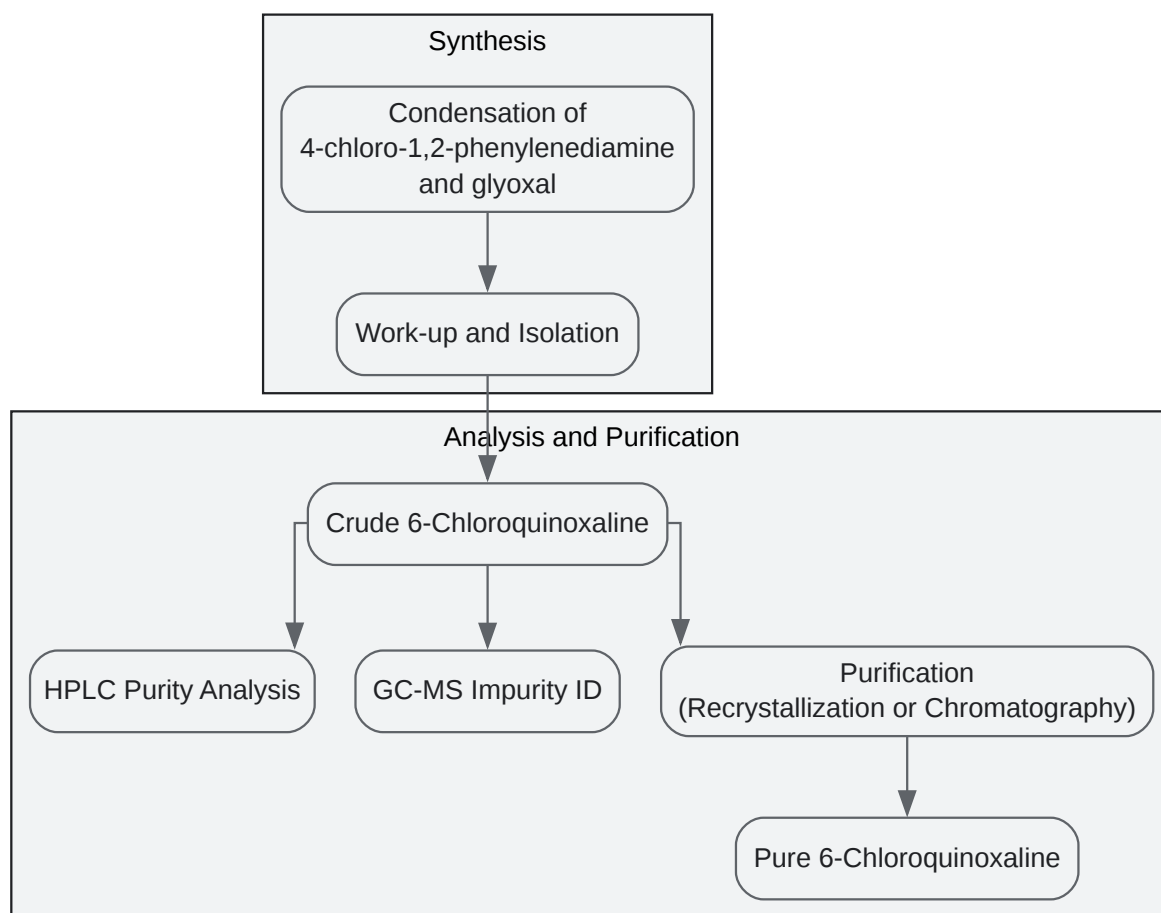 Synthesis
Condensation of
4-chloro-1,2-phenylenediamine
and glyoxal
Work-up and Isolation
Analysis and Purification
Crude 6-Chloroquinoxaline
HPLC Purity Analysis
GC-MS Impurity ID
Purification
(Recrystallization or Chromatography)
Pure 6-Chloroquinoxaline